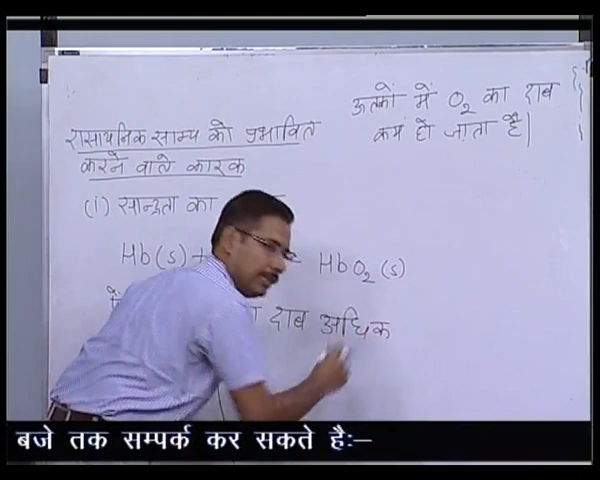 ऊतकों में O₂ का दाब
कम हो जाता है|
रासायनिक साम्य को प्रभावित
करने वाले कारक
(i) सान्द्रता का
Hb(s) + HbO₂(s)
दाब अधिक
बजे तक सम्पर्क कर सकते है:–